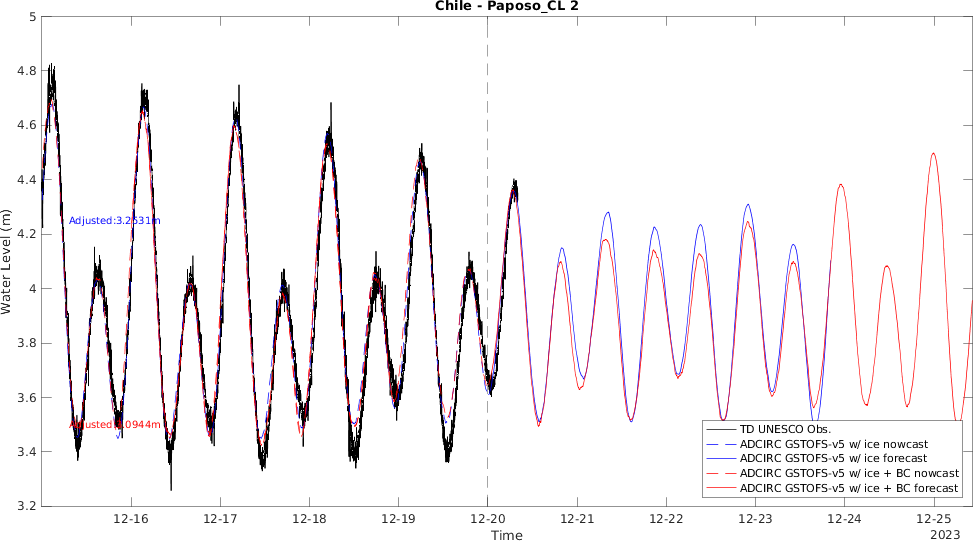 Chile - Paposo_CL 2
5
4.8
4.6
4.4
4.2
4
3.8
3.6
3.4
3.2
Water Level (m)
Adjusted:3.2531m
TD UNESCO Obs.
ADCIRC GSTOFS-v5 w/ ice nowcast
ADCIRC GSTOFS-v5 w/ ice forecast
ADCIRC GSTOFS-v5 w/ ice + BC nowcast
ADCIRC GSTOFS-v5 w/ ice + BC forecast
12-16 12-17 12-18 12-19 12-20 12-21 12-22 12-23 12-24 12-25
Time
2023